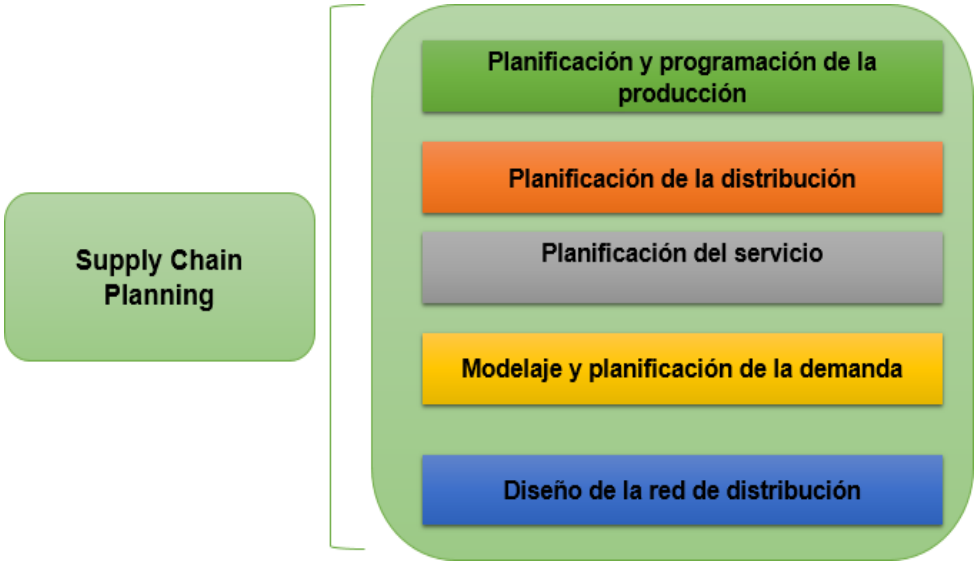 Supply Chain
Planning
Planificación y programación de la
producción
Planificación de la distribución
Planificación del servicio
Modelaje y planificación de la demanda
Diseño de la red de distribución